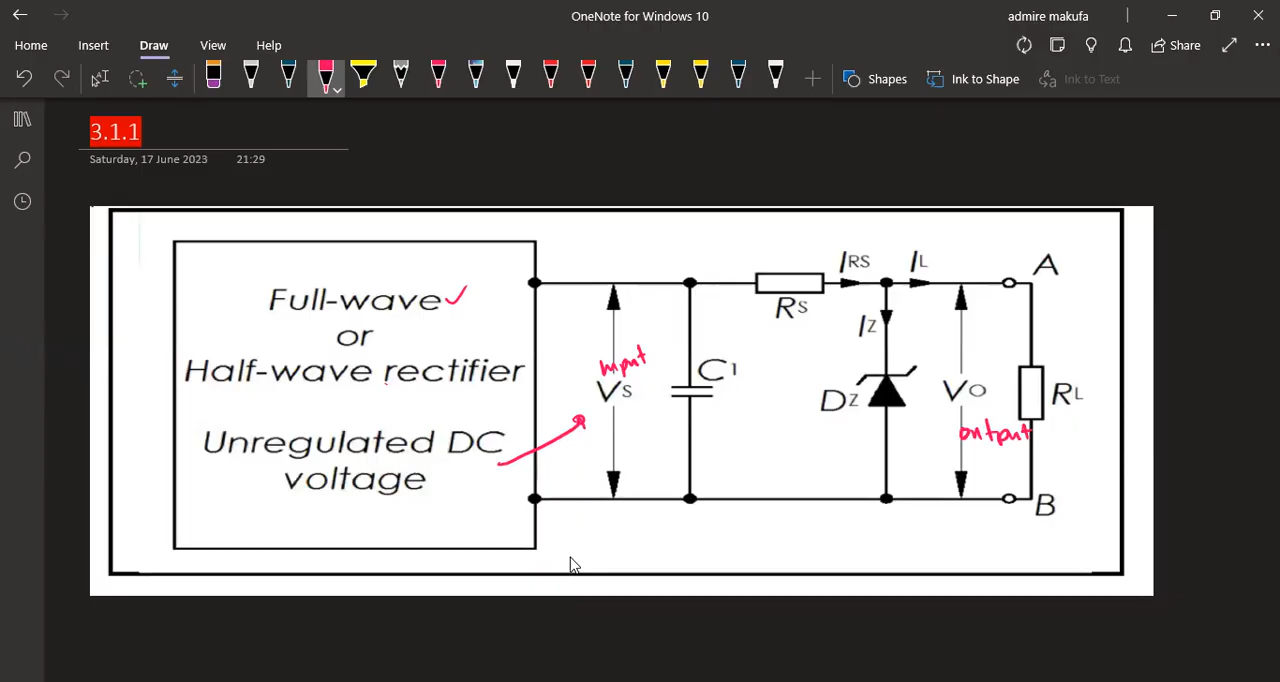 OneNote for Windows 10
admire makufa
Home Insert Draw View Help
Share
Shapes
Ink to Shape
Ink to Text
3.1.1
Saturday, 17 June 2023 21:29
Full-wave
or
Half-wave rectifier
Unregulated DC
voltage
input
Vs
C1
Rs
IRS
IL
IZ
DZ
VO
output
RL
A
B